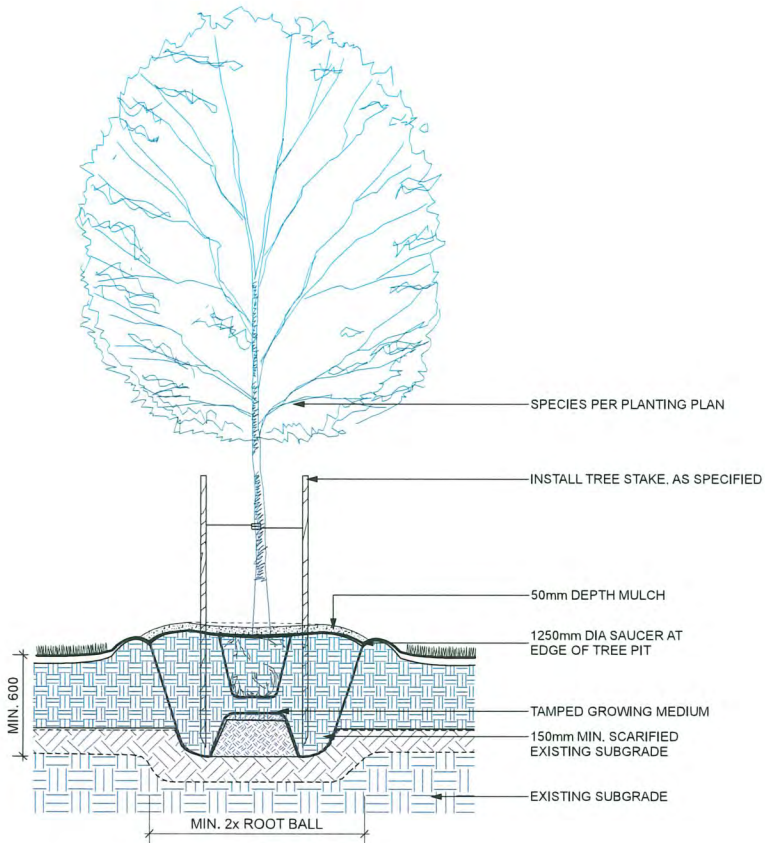 SPECIES PER PLANTING PLAN
INSTALL TREE STAKE, AS SPECIFIED
50mm DEPTH MULCH
1250mm DIA SAUCER AT
EDGE OF TREE PIT
MIN. 600
TAMPED GROWING MEDIUM
150mm MIN. SCARIFIED
EXISTING SUBGRADE
EXISTING SUBGRADE
MIN. 2x ROOT BALL